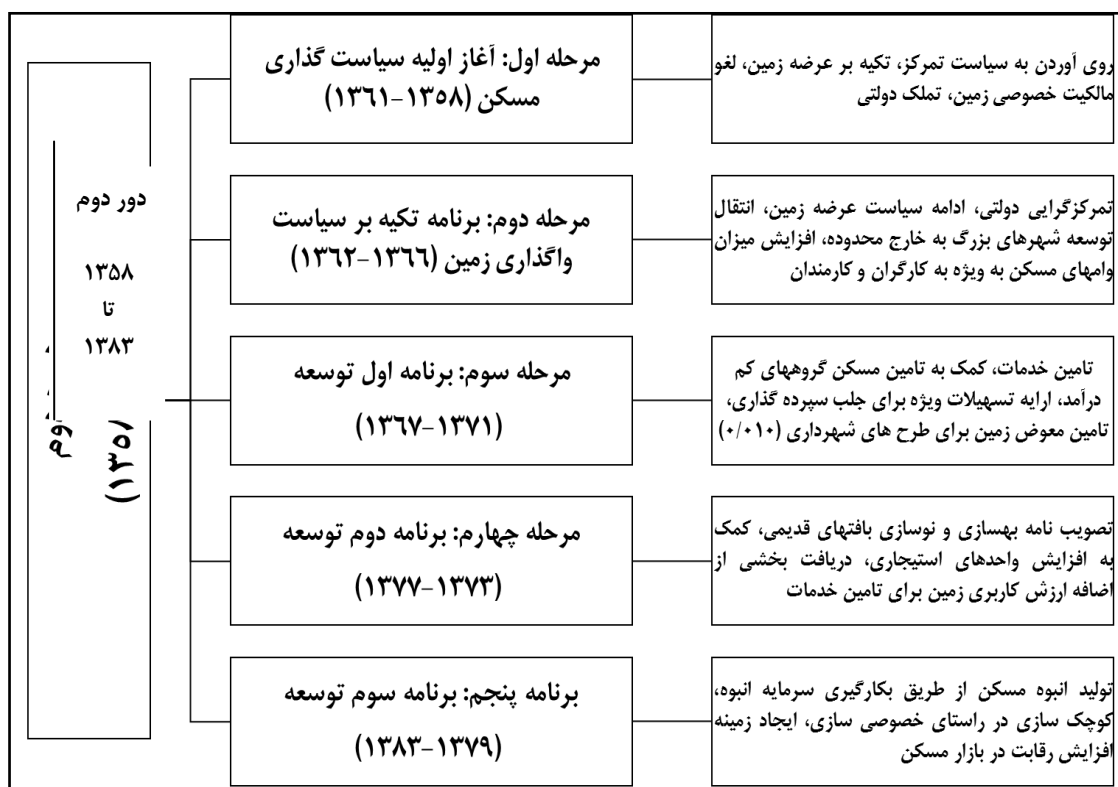 دور دوم
۱۳۵۸
تا
۱۳۸۳
مرحله اول: آغاز اولیه سیاست گذاری
مسکن (۱۳۵۸-۱۳۶۱)
روی آوردن به سیاست تمرکز، تکیه بر عرضه زمین، لغو
مالکیت خصوصی زمین، تملک دولتی
مرحله دوم: برنامه تکیه بر سیاست
واگذاری زمین (۱۳۶۶-۱۳۶۲)
تمرکزگرایی دولتی، ادامه سیاست عرضه زمین، انتقال
توسعه شهرهای بزرگ به خارج محدوده، افزایش میزان
وامهای مسکن به ویژه به کارگران و کارمندان
مرحله سوم: برنامه اول توسعه
(۱۳۶۷-۱۳۷۱)
تامین خدمات، کمک به تامین مسکن گروههای کم
درآمد، ارایه تسهیلات ویژه برای جلب سپرده گذاری،
تامین معوض زمین برای طرح های شهرداری (۰/۰۱۰)
مرحله چهارم: برنامه دوم توسعه
(۱۳۷۷-۱۳۷۳)
تصویب نامه بهسازی و نوسازی بافتهای قدیمی، کمک
به افزایش واحدهای استیجاری، دریافت بخشی از
اضافه ارزش کاربری زمین برای تامین خدمات
برنامه پنجم: برنامه سوم توسعه
(۱۳۸۳-۱۳۷۹)
تولید انبوه مسکن از طریق بکارگیری سرمایه انبوه،
کوچک سازی در راستای خصوصی سازی، ایجاد زمینه
افزایش رقابت در بازار مسکن